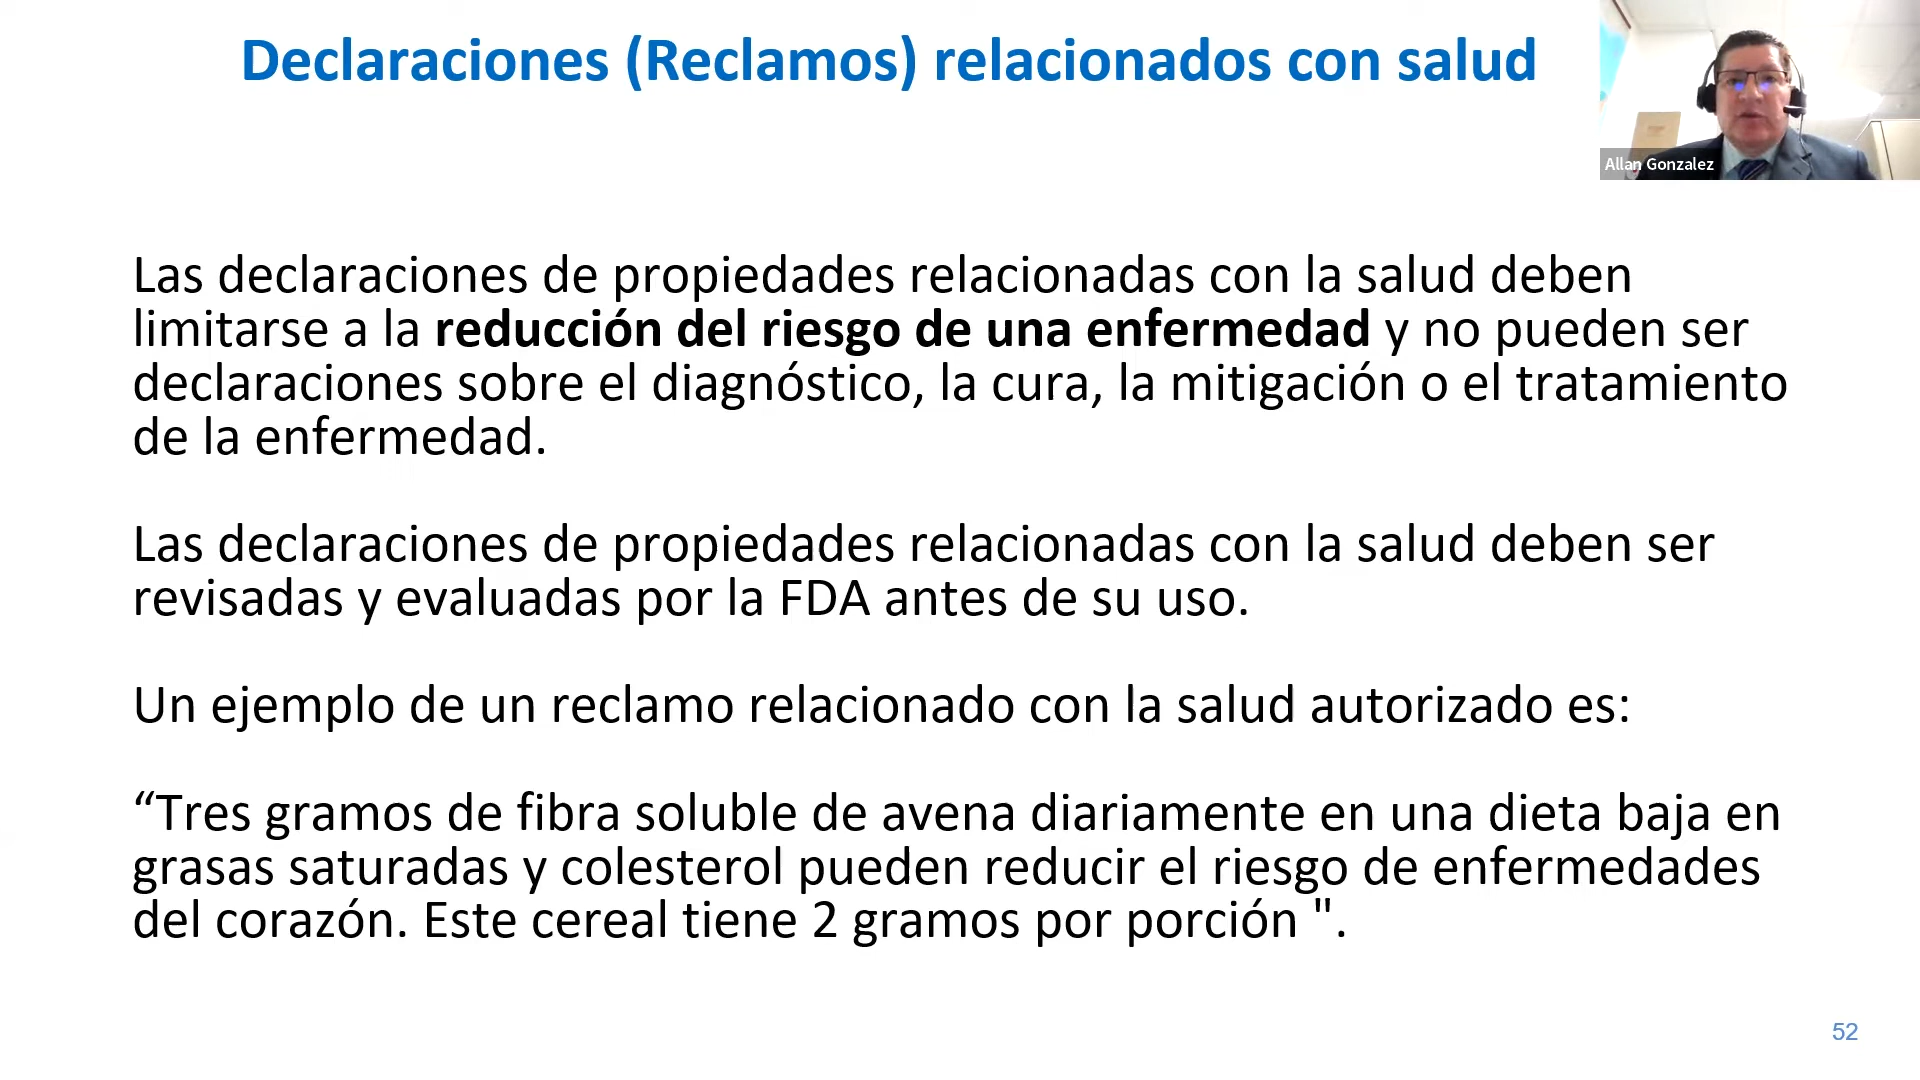 Declaraciones (Reclamos) relacionados con salud
Allan Gonzalez
Las declaraciones de propiedades relacionadas con la salud deben
limitarse a la reducción del riesgo de una enfermedad y no pueden ser
declaraciones sobre el diagnóstico, la cura, la mitigación o el tratamiento
de la enfermedad.
Las declaraciones de propiedades relacionadas con la salud deben ser
revisadas y evaluadas por la FDA antes de su uso.
Un ejemplo de un reclamo relacionado con la salud autorizado es:
“Tres gramos de fibra soluble de avena diariamente en una dieta baja en
grasas saturadas y colesterol pueden reducir el riesgo de enfermedades
del corazón. Este cereal tiene 2 gramos por porción ".
52